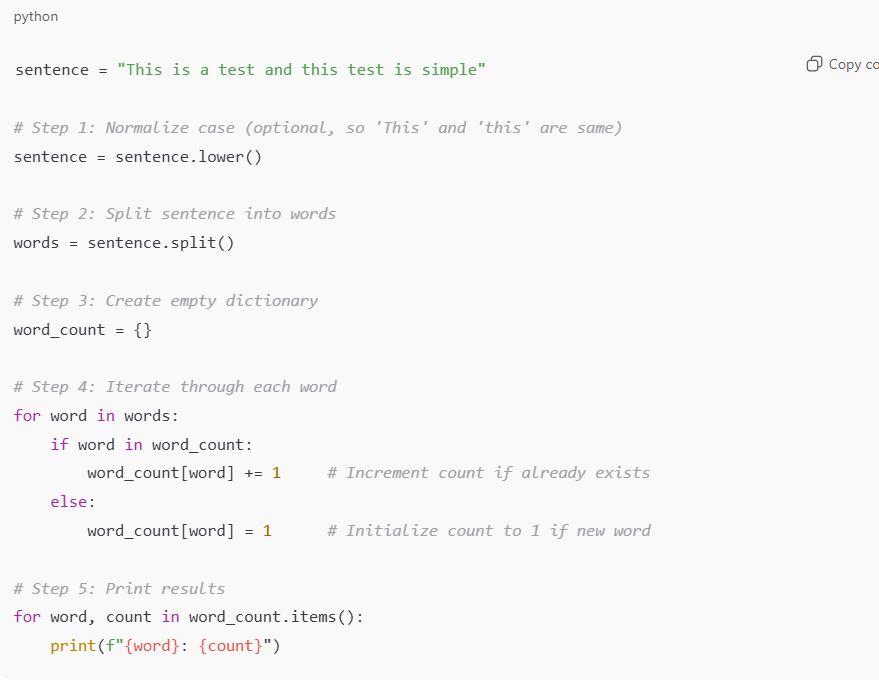 python
Copy co
sentence = "This is a test and this test is simple"
# Step 1: Normalize case (optional, so 'This' and 'this' are same)
sentence = sentence.lower()
# Step 2: Split sentence into words
words = sentence.split()
# Step 3: Create empty dictionary
word_count = {}
# Step 4: Iterate through each word
for word in words:
    if word in word_count:
        word_count[word] += 1     # Increment count if already exists
    else:
        word_count[word] = 1      # Initialize count to 1 if new word
# Step 5: Print results
for word, count in word_count.items():
    print(f"{word}: {count}")